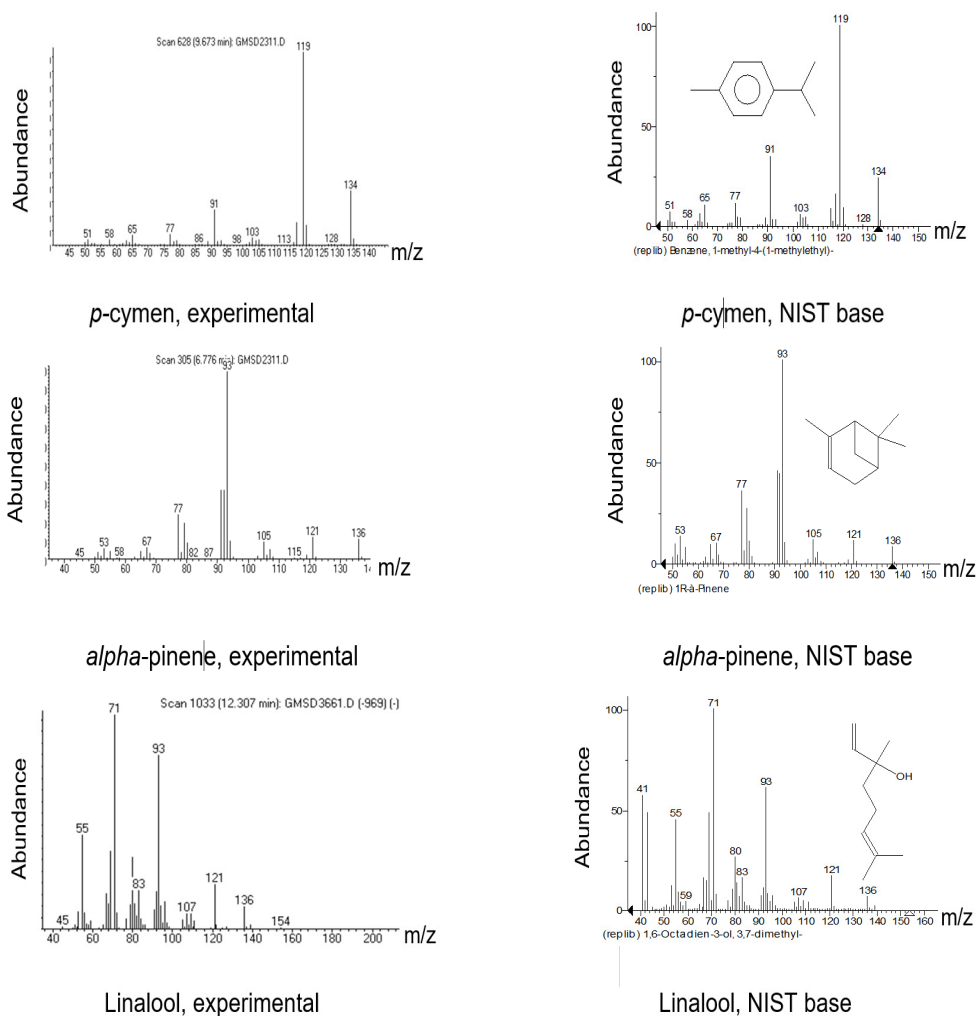 Scan 628 (9.673 min): GMSD2311.D
Abundance
119
134
91
51 58 65 77 86 98 103 113 128
45 50 55 60 65 70 75 80 85 90 95 100 105 110 115 120 125 130 135 140
m/z
p-cymen, experimental
Abundance
100
50
0
119
91
134
51 58 65 77 103 128
50 60 70 80 90 100 110 120 130 140 150
m/z
(replib) Benzene, 1-methyl-4-(1-methylethyl)-
p-cymen, NIST base
Scan 305 (6.776 min): GMSD2311.D
Abundance
93
77
45 53 58 67 82 87 105 115 121 136
40 50 60 70 80 90 100 110 120 130
m/z
alpha-pinene, experimental
Abundance
100
50
0
93
77
53 67 105 121 136
50 60 70 80 90 100 110 120 130 140 150
m/z
(replib) 1R-à-Pinene
alpha-pinene, NIST base
Scan 1033 (12.307 min): GMSD3661.D (-969) (-)
Abundance
71
93
55
45 83 107 121 136 154
40 60 80 100 120 140 160 180 200
m/z
Linalool, experimental
Abundance
100
50
0
71
93
41
55
59 80 83 107 121 136
OH
40 50 60 70 80 90 100 110 120 130 140 150 160
m/z
(replib) 1,6-Octadien-3-ol, 3,7-dimethyl-
Linalool, NIST base